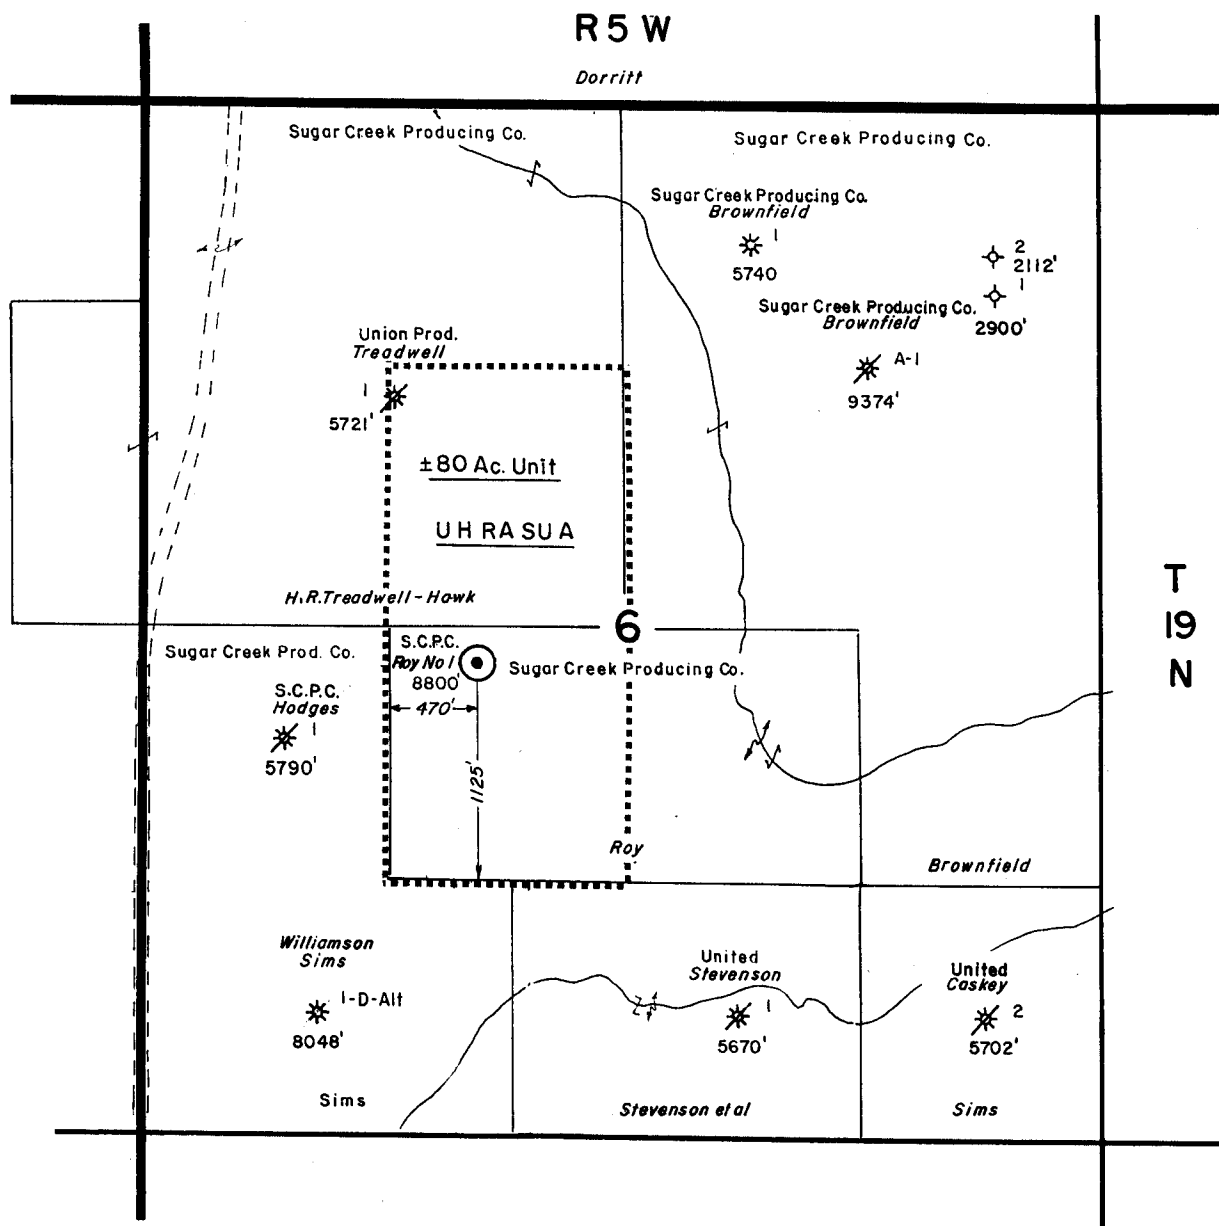 R 5 W
Dorritt
Sugar Creek Producing Co.
Sugar Creek Producing Co.
Sugar Creek Producing Co.
Brownfield
1
5740
2
2112'
1
2900'
Sugar Creek Producing Co.
Brownfield
A-1
9374'
Union Prod.
Treadwell
1
5721'
±80 Ac. Unit
U H RA SU A
H.R.Treadwell-Hawk
6
T
19
N
Sugar Creek Prod. Co.
S.C.P.C.
Roy No 1
8800'
Sugar Creek Producing Co.
S.C.P.C.
Hodges
1
5790'
470'
1125'
Roy
Brownfield
Williamson
Sims
1-D-Alt
8048'
Sims
United
Stevenson
1
5670'
Stevenson et al
United
Caskey
2
5702'
Sims